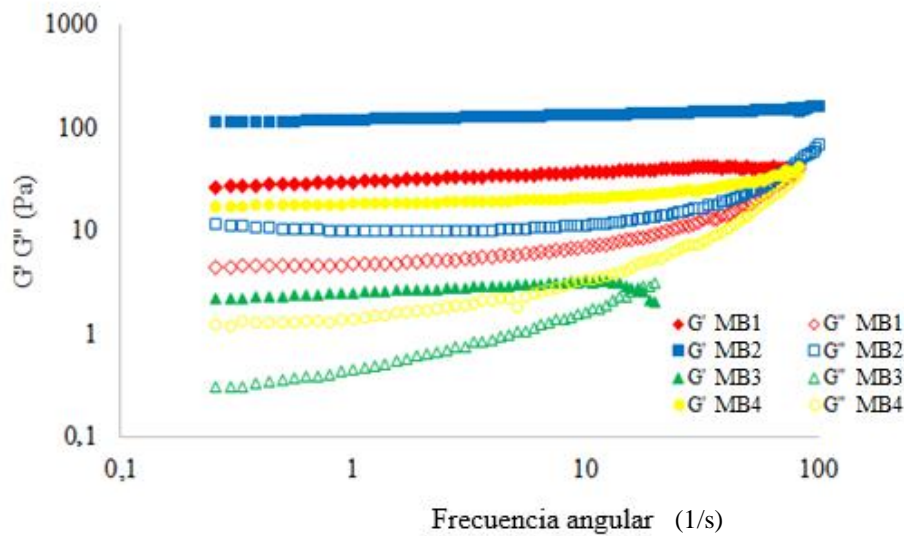 1000
100
10
1
0,1
G' G" (Pa)
0,1 1 10 100
Frecuencia angular (1/s)
G' MB1 G" MB1
G' MB2 G" MB2
G' MB3 G" MB3
G' MB4 G" MB4